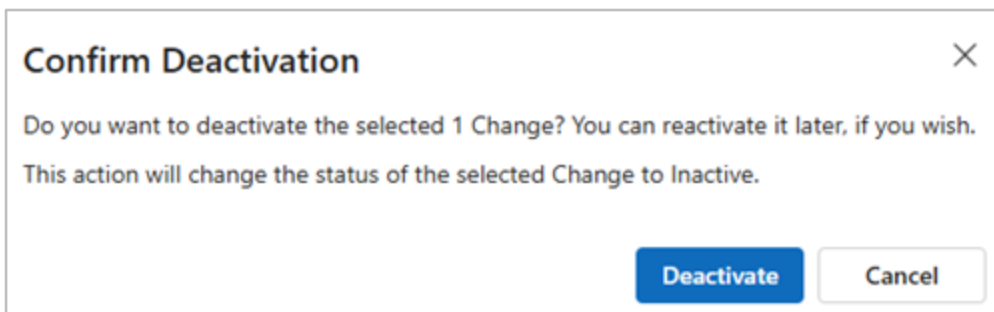 Confirm Deactivation
Do you want to deactivate the selected 1 Change? You can reactivate it later, if you wish.
This action will change the status of the selected Change to Inactive.
Deactivate
Cancel